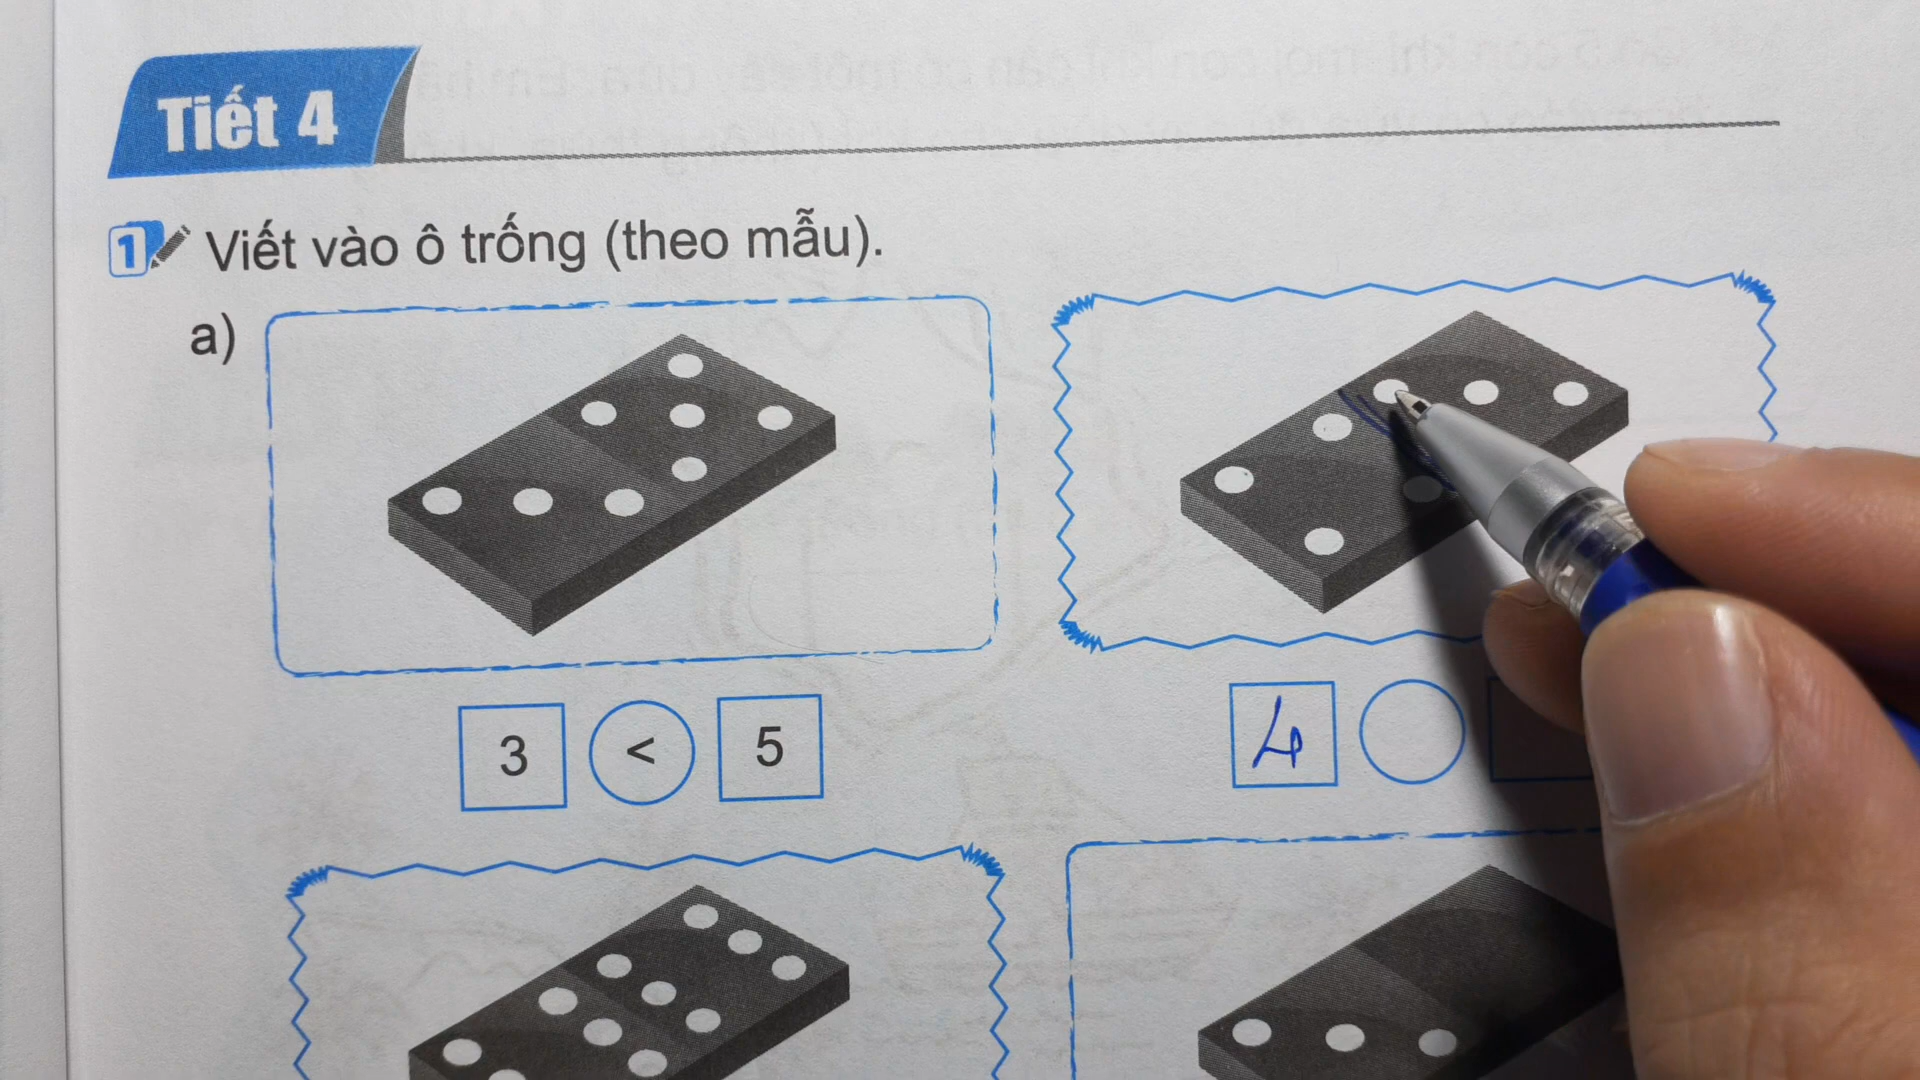 Tiết 4
1 Viết vào ô trống (theo mẫu).
a)
3 < 5
4